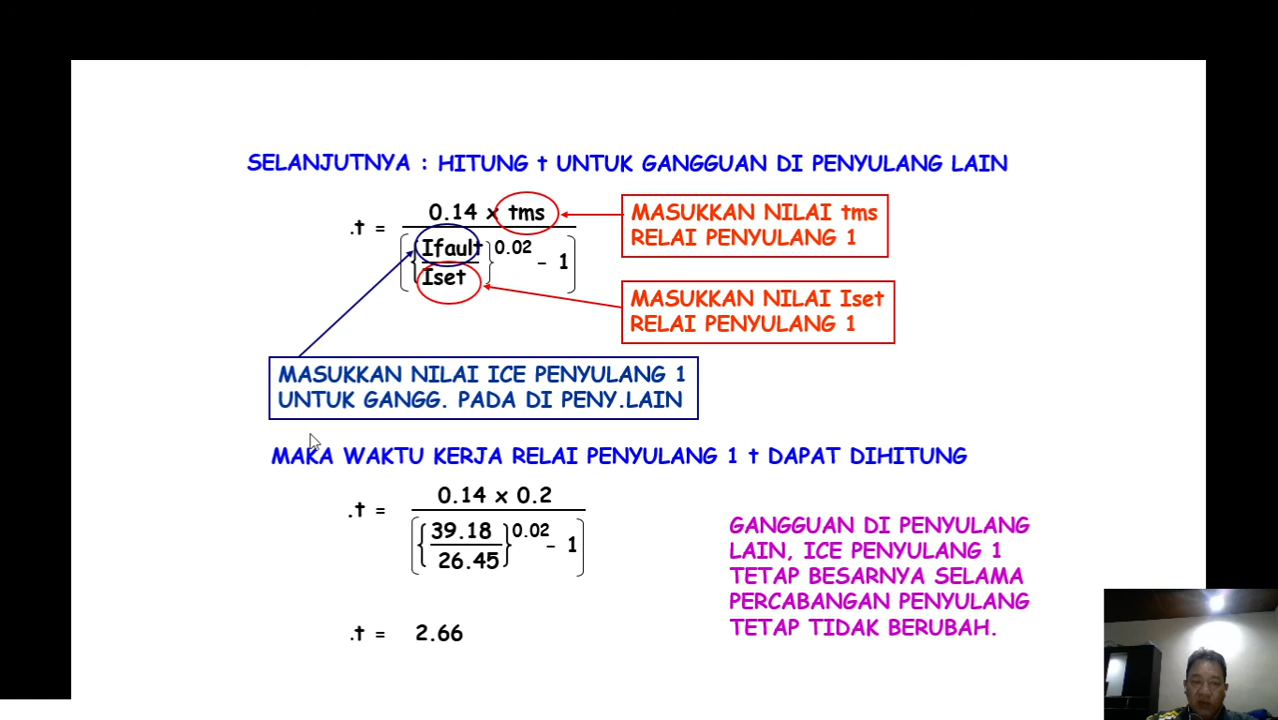 SELANJUTNYA : HITUNG t UNTUK GANGGUAN DI PENYULANG LAIN
.t =
0.14 x tms
{Ifault
Iset}
0.02
- 1
MASUKKAN NILAI tms
RELAI PENYULANG 1
MASUKKAN NILAI Iset
RELAI PENYULANG 1
MASUKKAN NILAI ICE PENYULANG 1
UNTUK GANGG. PADA DI PENY.LAIN
MAKA WAKTU KERJA RELAI PENYULANG 1 t DAPAT DIHITUNG
.t =
0.14 x 0.2
{39.18
26.45}
0.02
- 1
.t = 2.66
GANGGUAN DI PENYULANG
LAIN, ICE PENYULANG 1
TETAP BESARNYA SELAMA
PERCABANGAN PENYULANG
TETAP TIDAK BERUBAH.